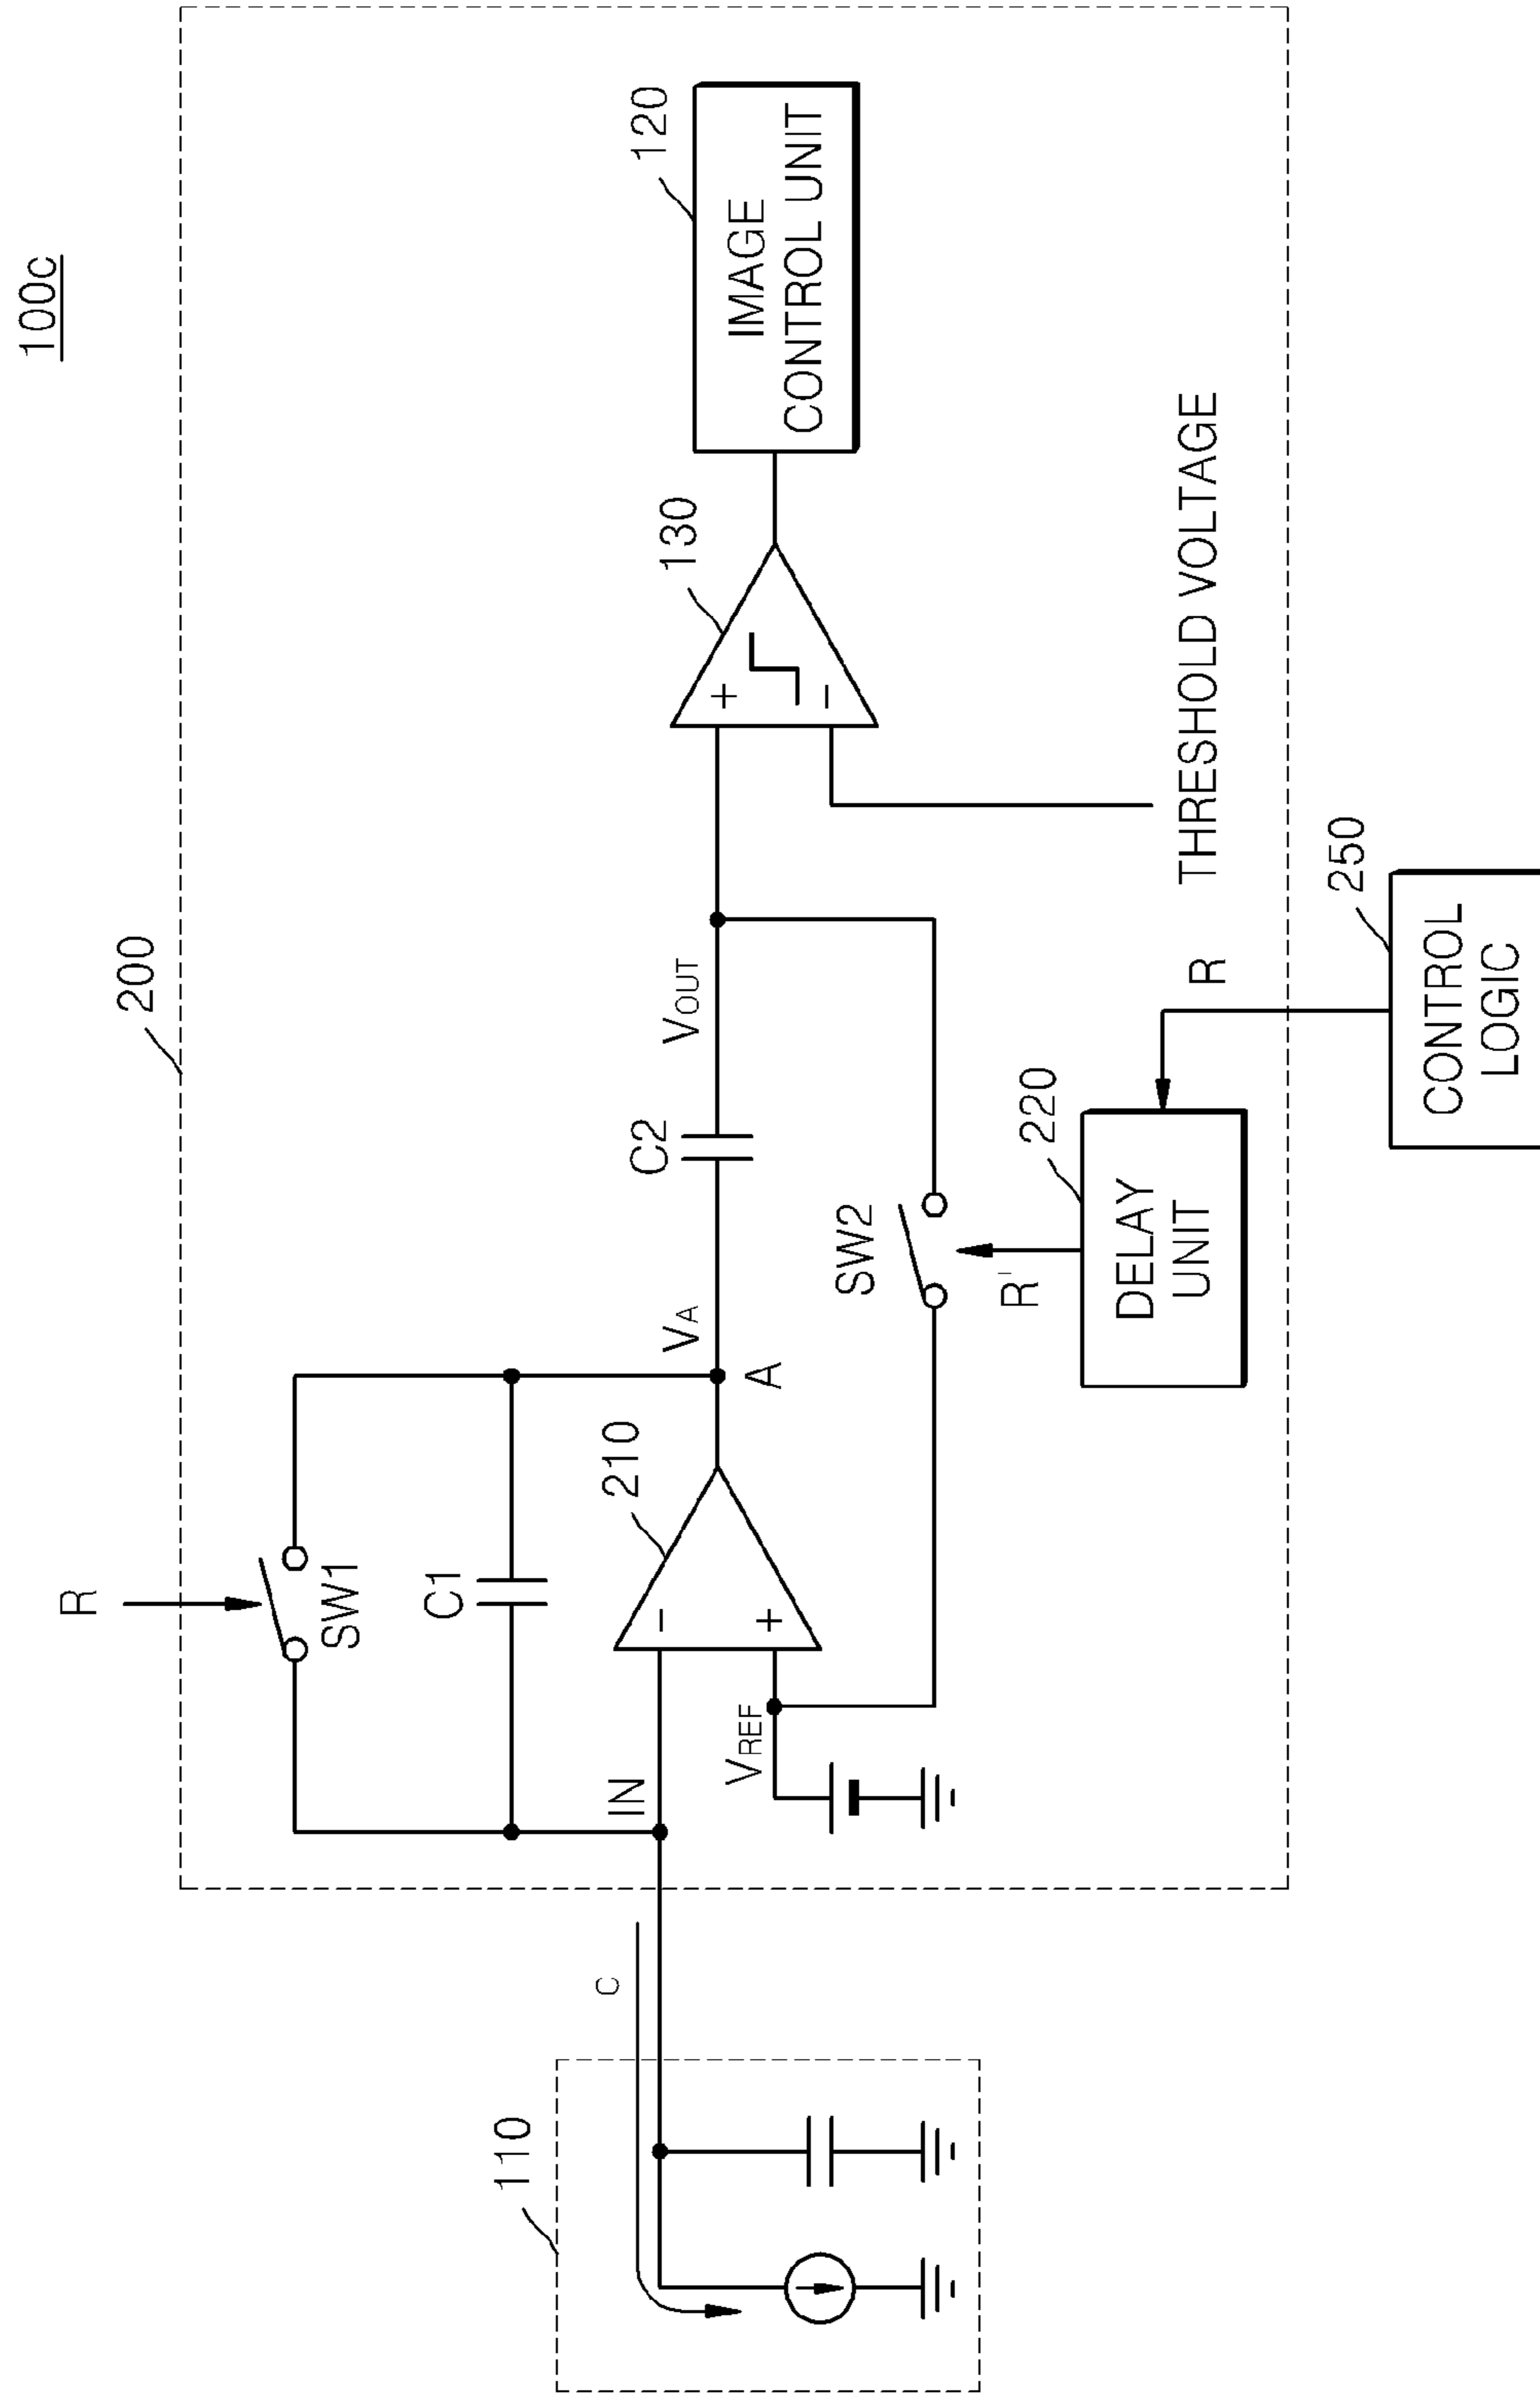 100c
200
R
SW1
C1
210
IN
VREF
VA
A
C2
VOUT
SW2
R'
220
DELAY
UNIT
R
250
CONTROL
LOGIC
130
+
−
−
+
THRESHOLD VOLTAGE
120
IMAGE
CONTROL UNIT
110
C